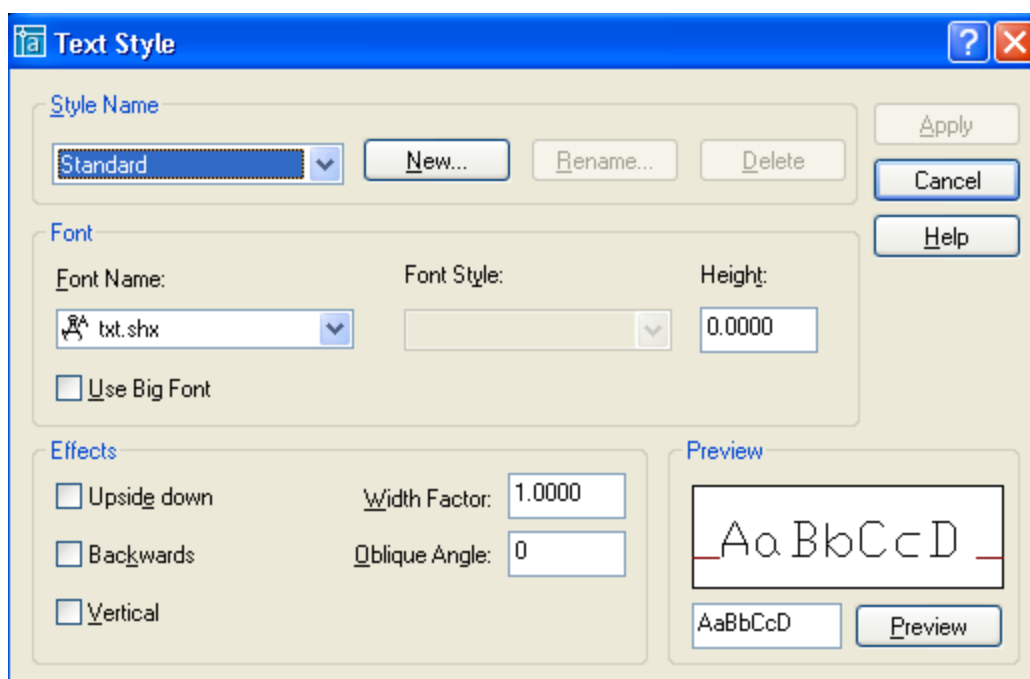 Text Style
Style Name
Standard
New...
Rename...
Delete
Apply
Cancel
Help
Font
Font Name:
Font Style:
Height:
txt.shx
0.0000
Use Big Font
Effects
Upside down
Width Factor:
1.0000
Backwards
Oblique Angle:
0
Vertical
Preview
AaBbCcD
AaBbCcD
Preview